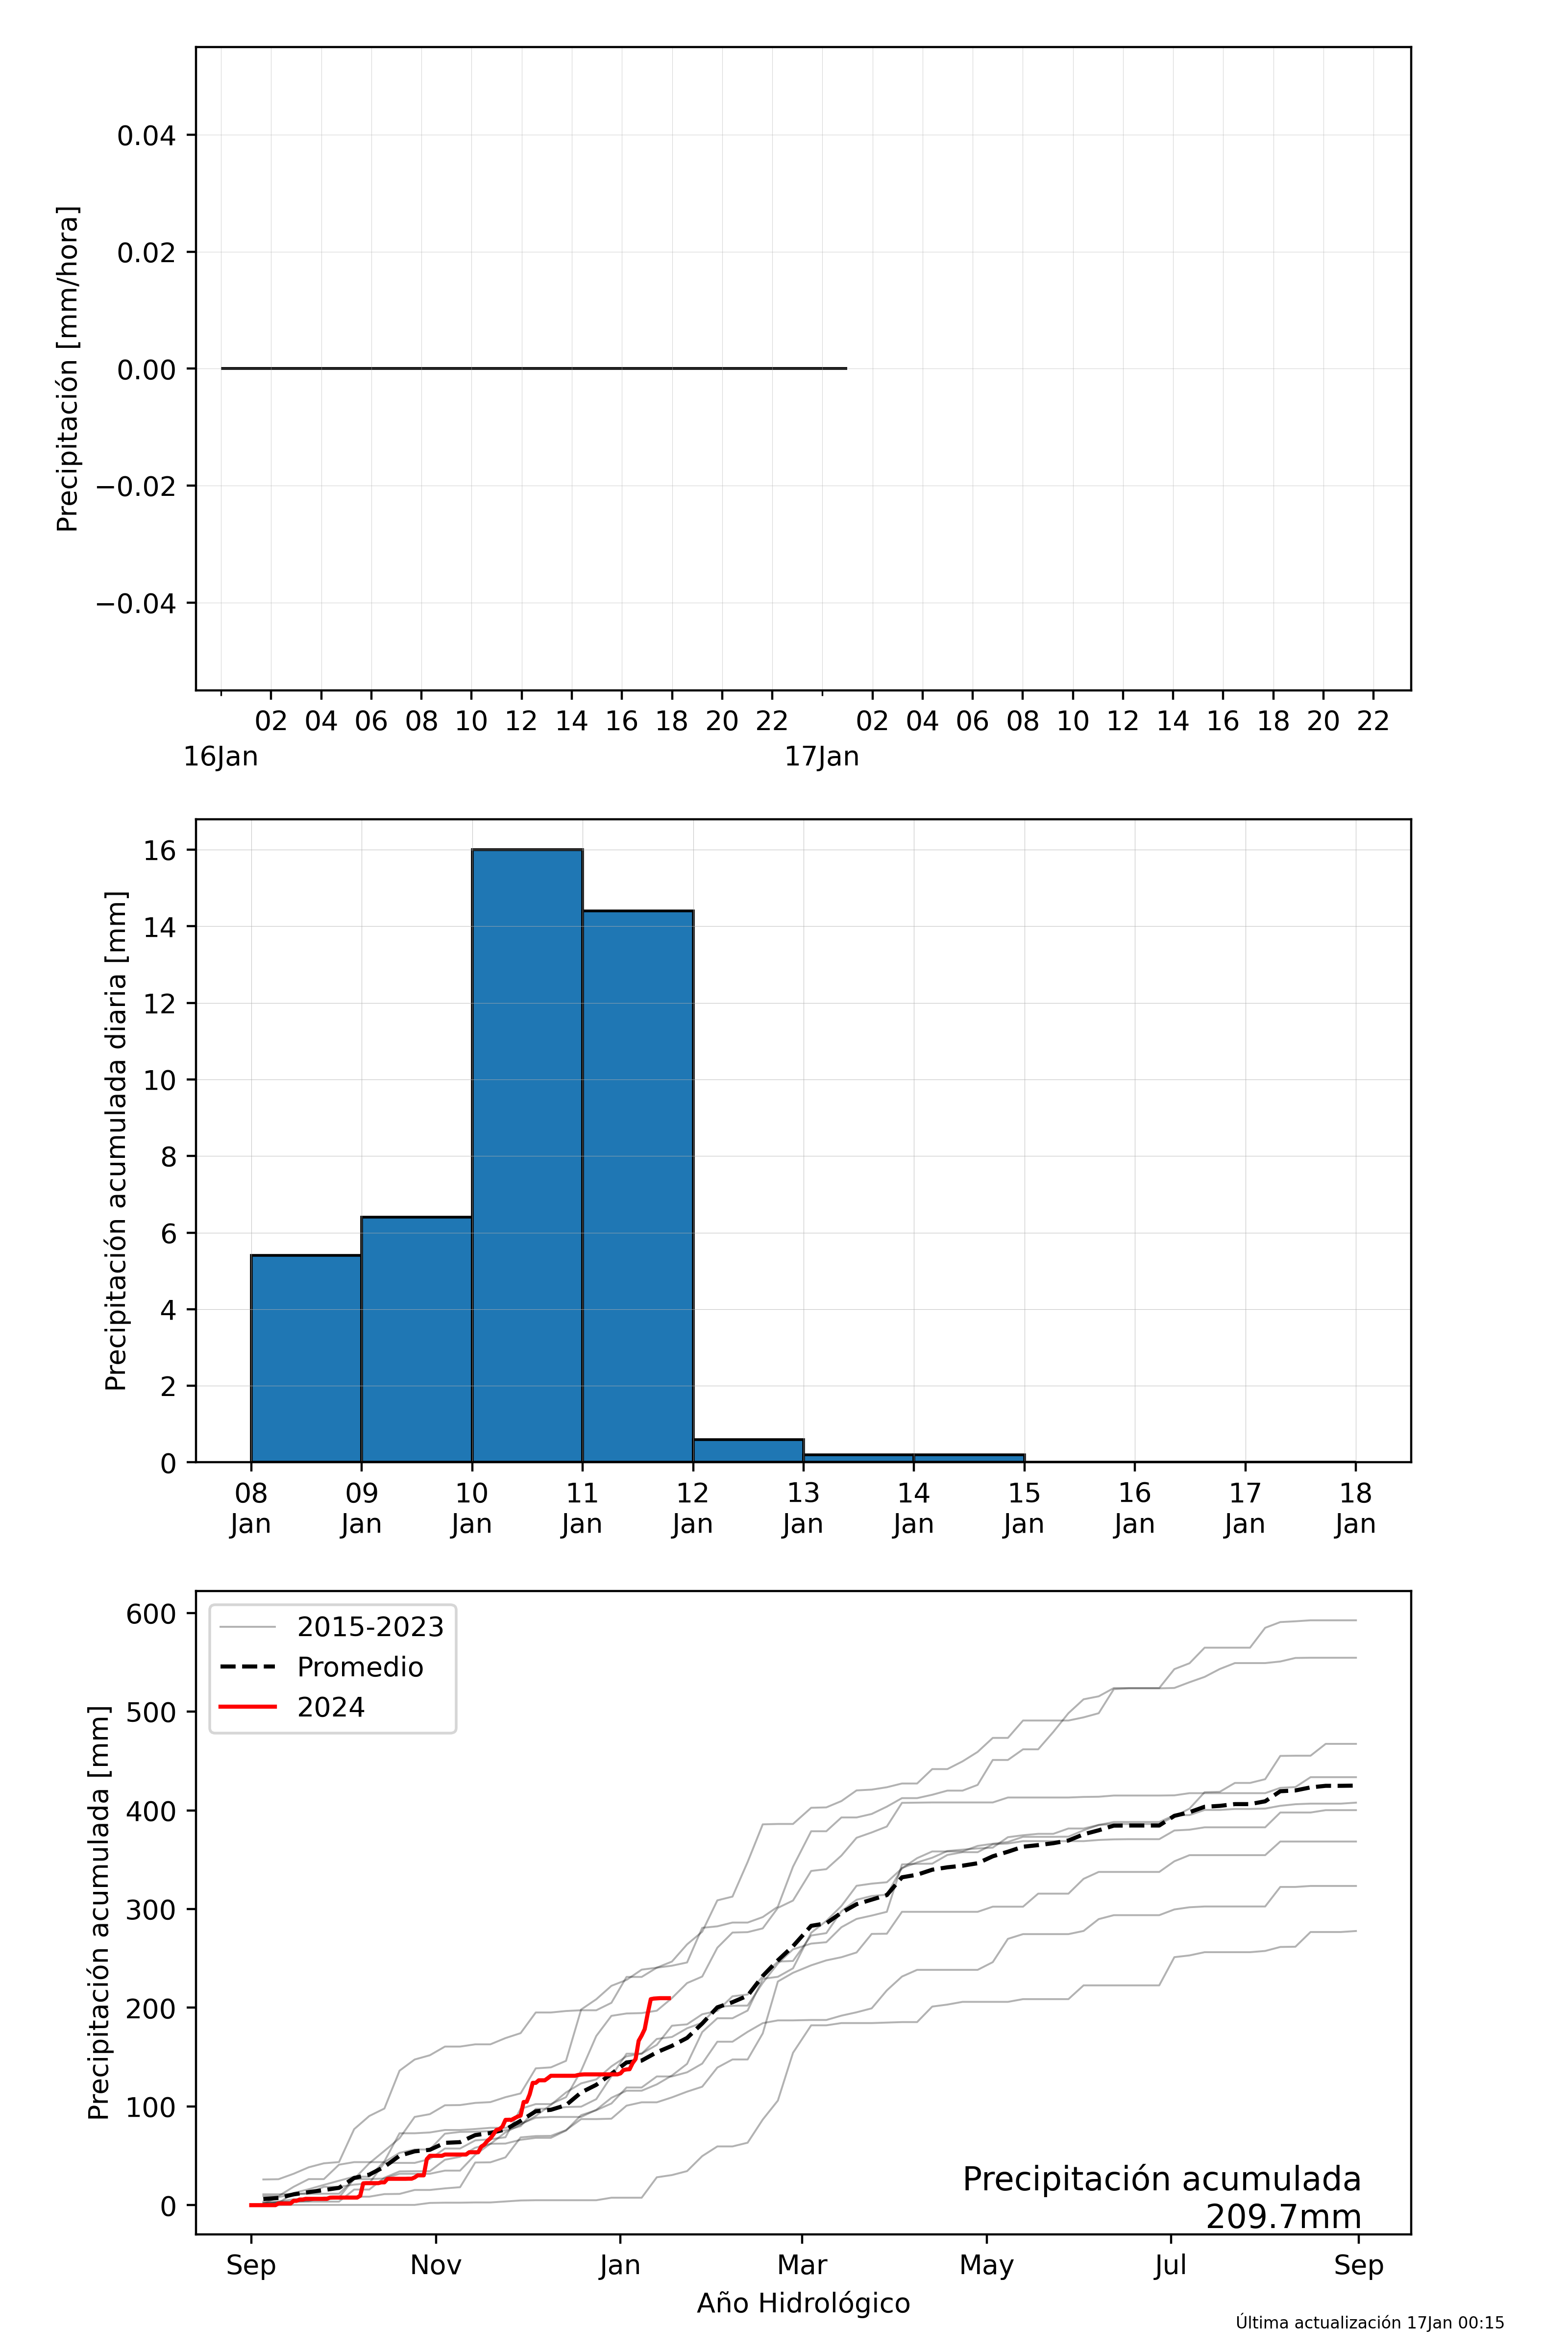 Precipitación [mm/hora]
0.04
0.02
0.00
−0.02
−0.04
02 04 06 08 10 12 14 16 18 20 22 02 04 06 08 10 12 14 16 18 20 22
16Jan 17Jan
Precipitación acumulada diaria [mm]
16
14
12
10
8
6
4
2
0
08 09 10 11 12 13 14 15 16 17 18
Jan Jan Jan Jan Jan Jan Jan Jan Jan Jan Jan
Precipitación acumulada [mm]
600
500
400
300
200
100
0
2015-2023
Promedio
2024
Precipitación acumulada
209.7mm
Sep Nov Jan Mar May Jul Sep
Año Hidrológico
Última actualización 17Jan 00:15